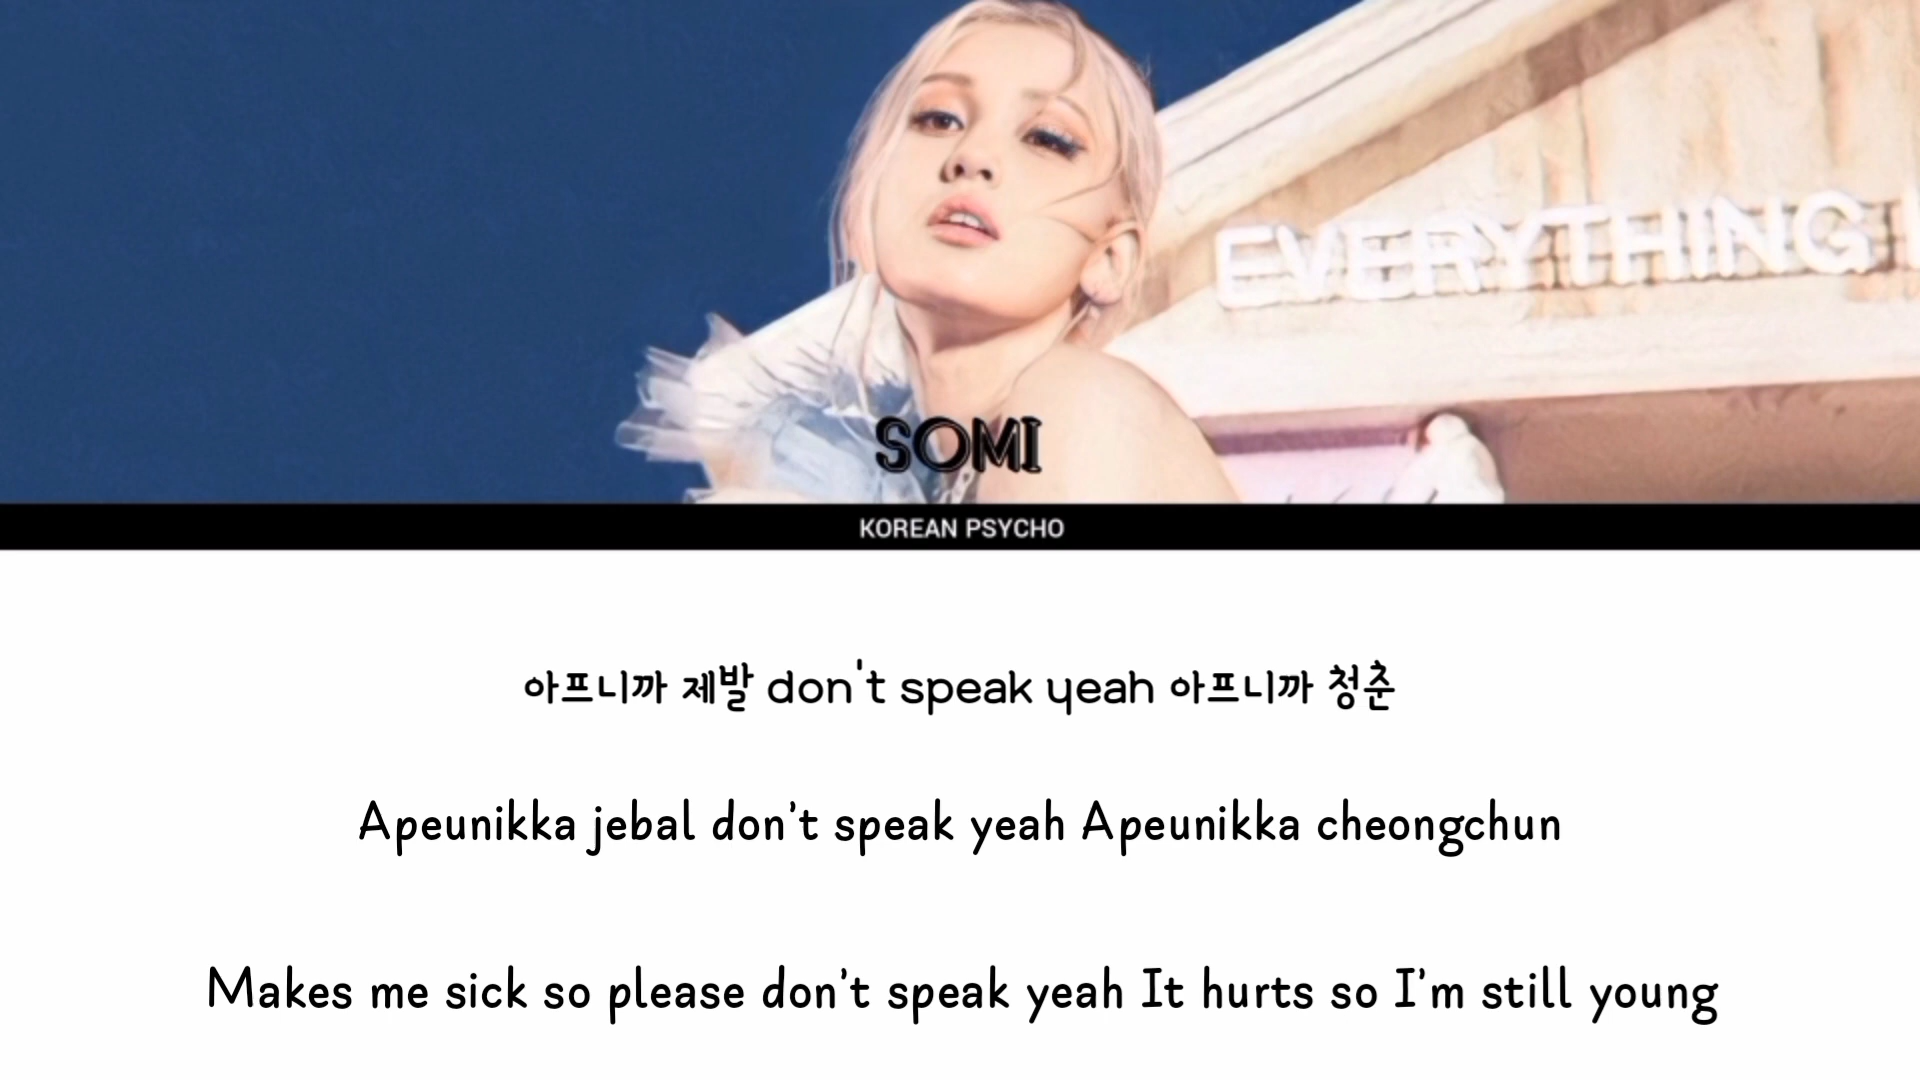 EVERYTHING
SOMI
KOREAN PSYCHO
아프니까 제발 don't speak yeah 아프니까 청춘
Apeunikka jebal don't speak yeah Apeunikka cheongchun
Makes me sick so please don't speak yeah It hurts so I'm still young